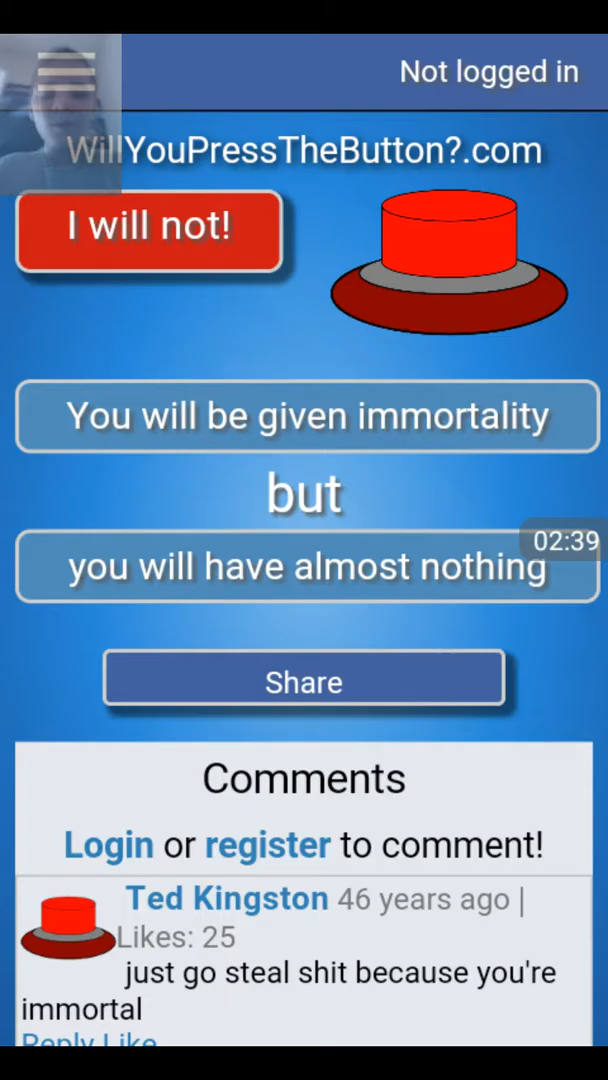 Not logged in
WillYouPressTheButton?.com
I will not!
You will be given immortality
but
02:39
you will have almost nothing
Share
Comments
Login or register to comment!
Ted Kingston 46 years ago |
Likes: 25
just go steal shit because you're
immortal
Reply Like